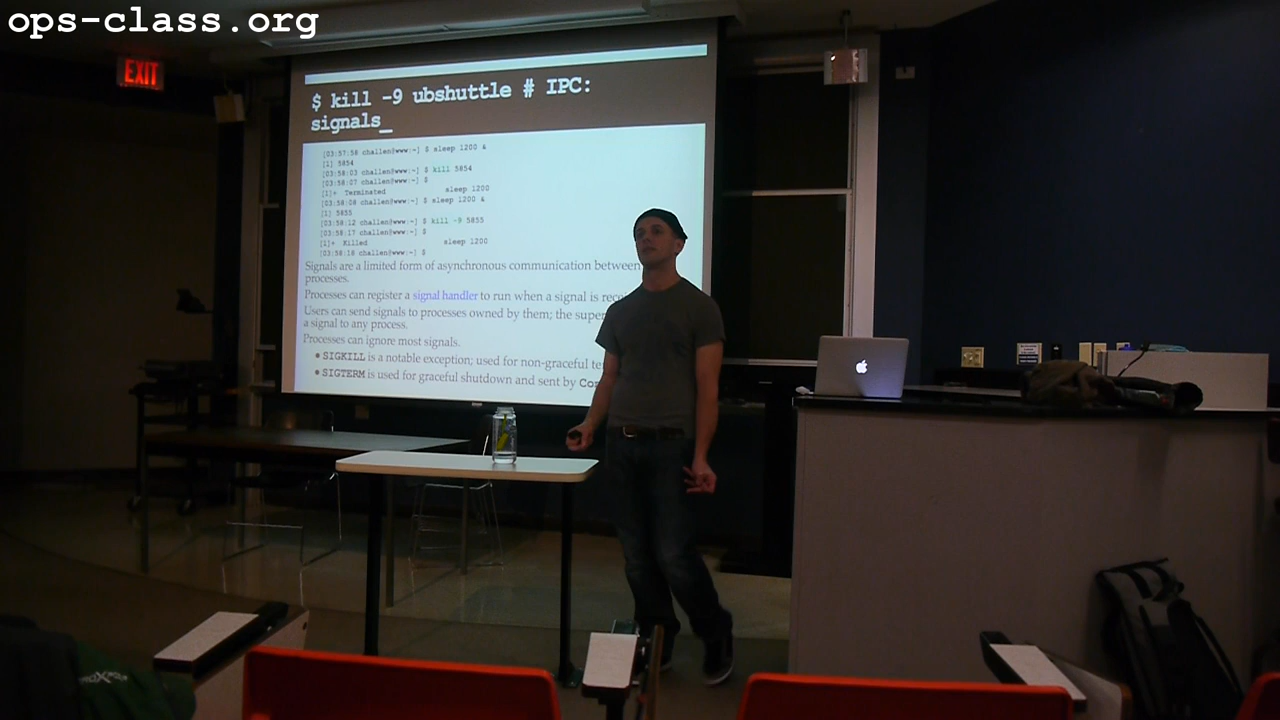 ops-class.org
EXIT
$ kill -9 ubshuttle # IPC:
signals_
[03:57:58 challen@www:~] $ sleep 1200 &
[1] 5854
[03:58:03 challen@www:~] $ kill 5854
[03:58:07 challen@www:~] $
[1]+ Terminated sleep 1200
[03:58:08 challen@www:~] $ sleep 1200 &
[1] 5855
[03:58:12 challen@www:~] $ kill -9 5855
[03:58:17 challen@www:~] $
[1]+ Killed sleep 1200
[03:58:18 challen@www:~] $
Signals are a limited form of asynchronous communication between
processes.
Processes can register a signal handler to run when a signal is
Users can send signals to processes owned by them; the super
a signal to any process.
Processes can ignore most signals.
• SIGKILL is a notable exception; used for non-graceful
• SIGTERM is used for graceful shutdown and sent by